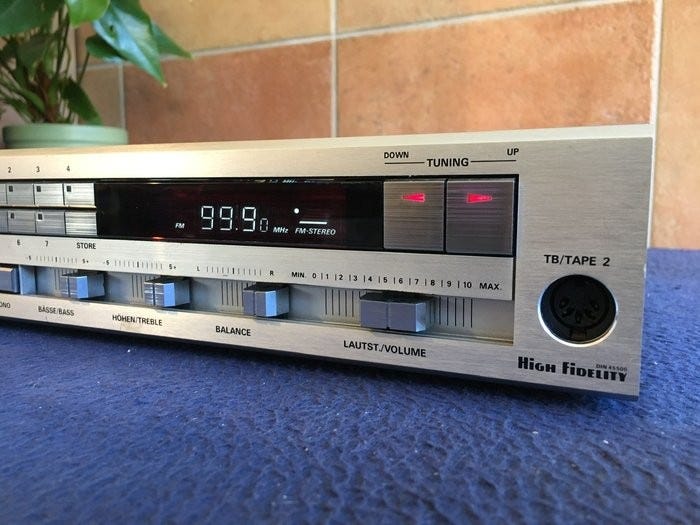 DOWN TUNING UP
2 3 4
FM 99.90 MHz FM-STEREO
6 7 STORE
TB/TAPE 2
-5 5+ -5 5+ L R MIN. 0 1 2 3 4 5 6 7 8 9 10 MAX.
ONO BÄSSE/BASS HÖHEN/TREBLE BALANCE LAUTST./VOLUME
DIN 45500
HIGH FIDELITY